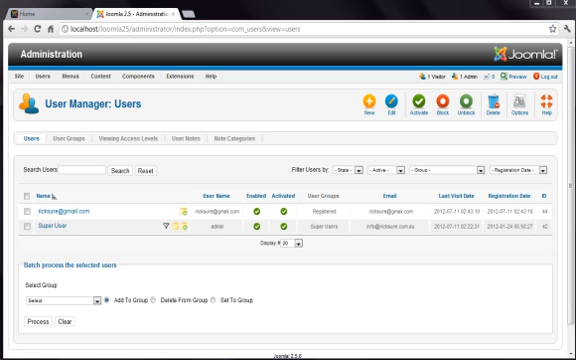 Home
Joomla 2.5 - Administratic
localhost/Joomla25/administrator/index.php?option=com_users&view=users
Administration
Joomla!
Site Users Menus Content Components Extensions Help
1 Visitor 1 Admin 0 Preview Log out
User Manager: Users
New Edit Activate Block Unblock Delete Options Help
Users User Groups Viewing Access Levels User Notes Note Categories
Search Users Search Reset
Filter Users by: - State - - Active - - Group - - Registration Date -
Name User Name Enabled Activated User Groups Email Last Visit Date Registration Date ID
ricksure@gmail.com ricksure@gmail.com Registered ricksure@gmail.com 2012-07-11 02:43:10 2012-07-11 02:43:10 44
Super User admin Super Users info@ricksure.com.au 2012-07-11 02:22:31 42
Display # 20
Batch process the selected users
Select Group
Select Add To Group Delete From Group Set To Group
Process Clear
Joomla! 2.5.6